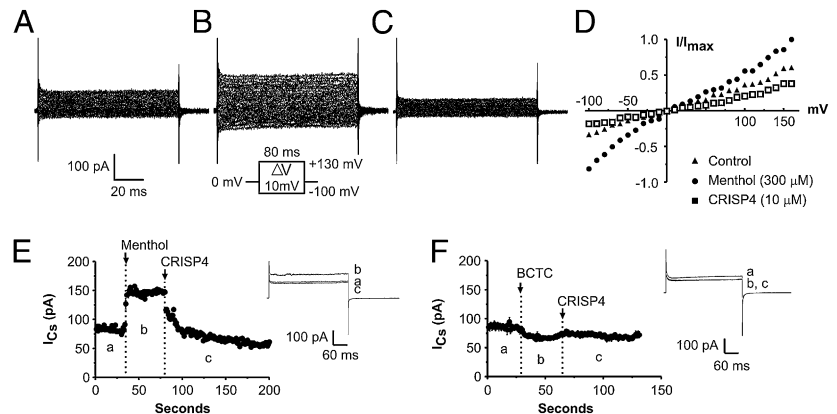 A
B
C
D
100 pA
20 ms
80 ms
0 mV
ΔV
10mV
+130 mV
-100 mV
I/Imax
1.0
0.5
-0.5
-1.0
-100
-50
100
150
mV
▲ Control
● Menthol (300 µM)
□ CRISP4 (10 µM)
E
Menthol
CRISP4
ICs (pA)
200
150
100
50
0
a
b
c
0
50
100
150
200
Seconds
b
a
c
100 pA
60 ms
F
BCTC
CRISP4
ICs (pA)
200
150
100
50
0
a
b
c
0
50
100
150
Seconds
a
b, c
100 pA
60 ms